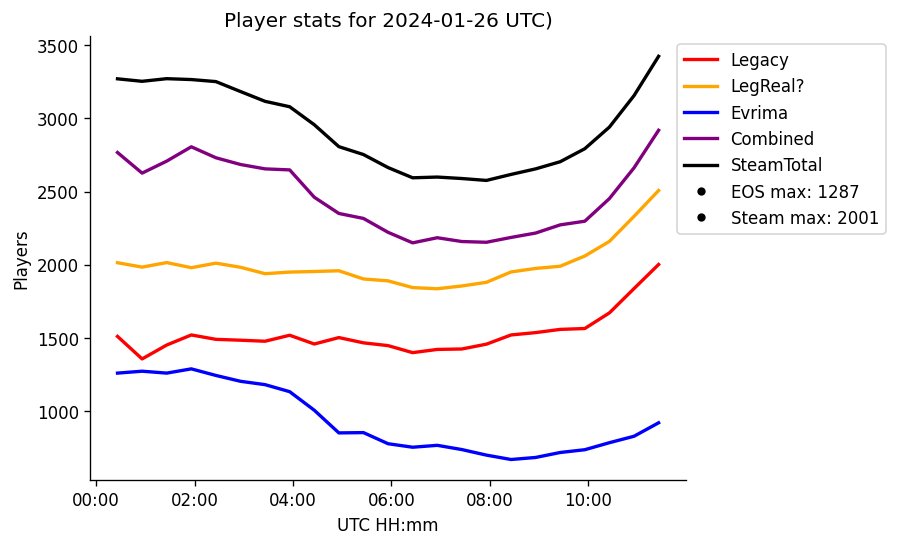 Player stats for 2024-01-26 UTC)
3500
3000
2500
2000
1500
1000
Players
00:00 02:00 04:00 06:00 08:00 10:00
UTC HH:mm
Legacy
LegReal?
Evrima
Combined
SteamTotal
EOS max: 1287
Steam max: 2001